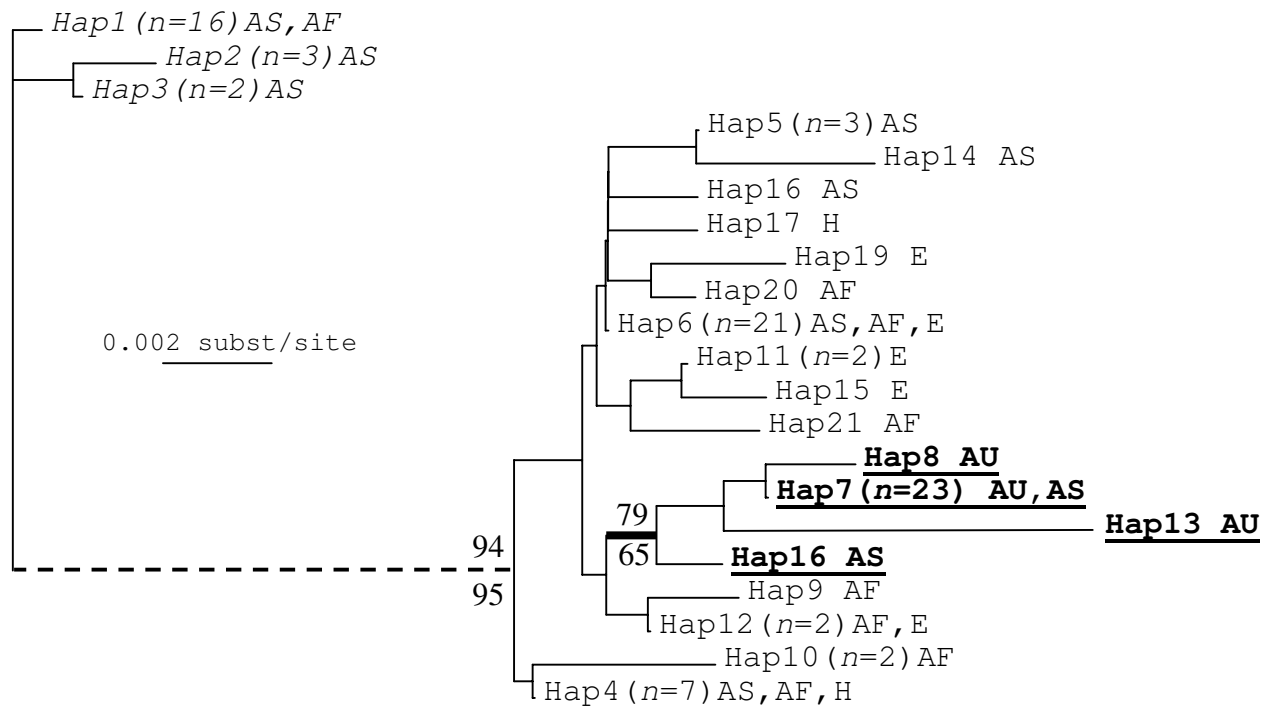 Hap1(n=16)AS,AF
Hap2(n=3)AS
Hap3(n=2)AS
Hap5(n=3)AS
Hap14 AS
Hap16 AS
Hap17 H
Hap19 E
Hap20 AF
Hap6(n=21)AS,AF,E
0.002 subst/site
Hap11(n=2)E
Hap15 E
Hap21 AF
Hap8 AU
Hap7(n=23) AU,AS
79
Hap13 AU
94
65
Hap16 AS
95
Hap9 AF
Hap12(n=2)AF,E
Hap10(n=2)AF
Hap4(n=7)AS,AF,H